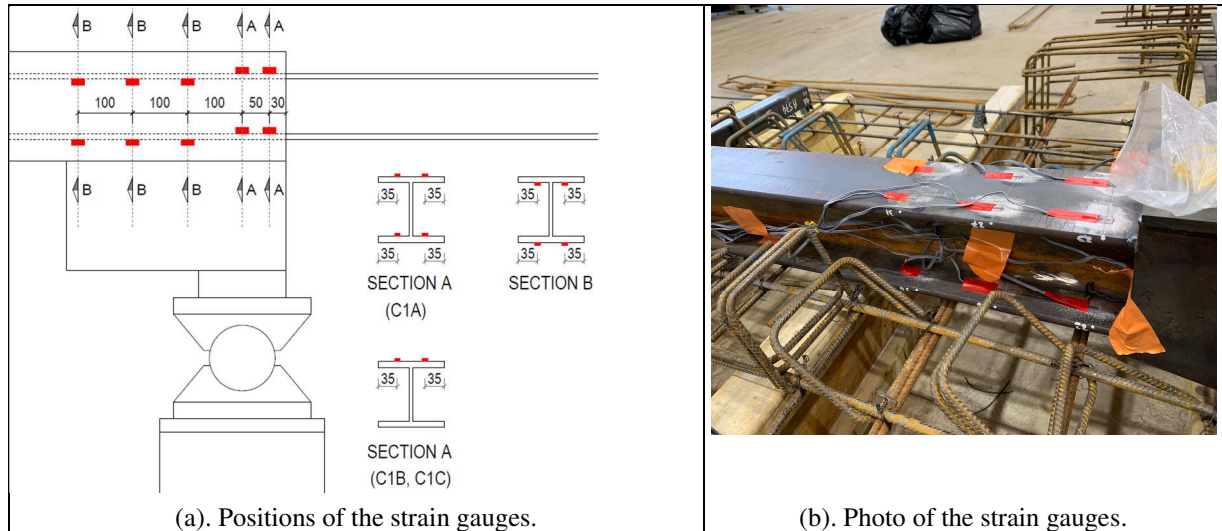 B B B A A
100 100 100 50 30
B B B A A
35 35 35 35
35 35 35 35
SECTION A SECTION B
(C1A)
35 35
SECTION A
(C1B, C1C)
(a). Positions of the strain gauges. (b). Photo of the strain gauges.